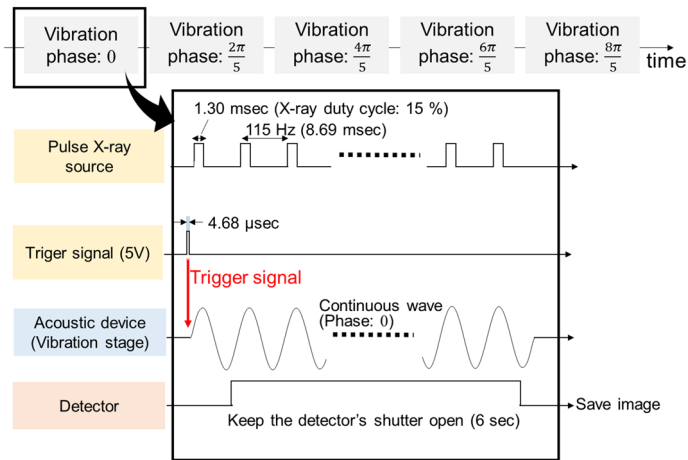 Vibration
phase: 0
Vibration
phase: 2π/5
Vibration
phase: 4π/5
Vibration
phase: 6π/5
Vibration
phase: 8π/5
time
1.30 msec (X-ray duty cycle: 15 %)
115 Hz (8.69 msec)
Pulse X-ray
source
4.68 μsec
Triger signal (5V)
Trigger signal
Continuous wave
(Phase: 0)
Acoustic device
(Vibration stage)
Detector
Keep the detector's shutter open (6 sec)
Save image